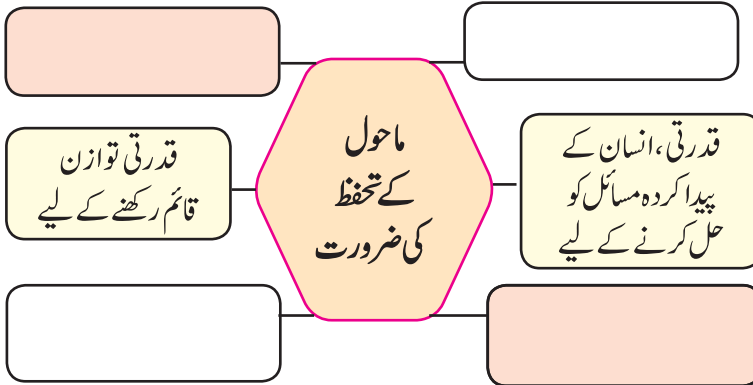 ماحول
کے تحفظ
کی ضرورت
قدرتی، انسان کے
پیدا کردہ مسائل کو
حل کرنے کے لیے
قدرتی توازن
قائم رکھنے کے لیے